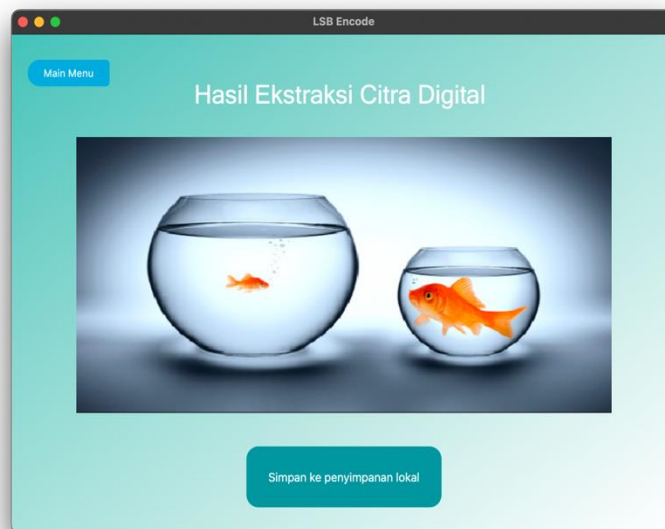 LSB Encode
Main Menu
Hasil Ekstraksi Citra Digital
Simpan ke penyimpanan lokal